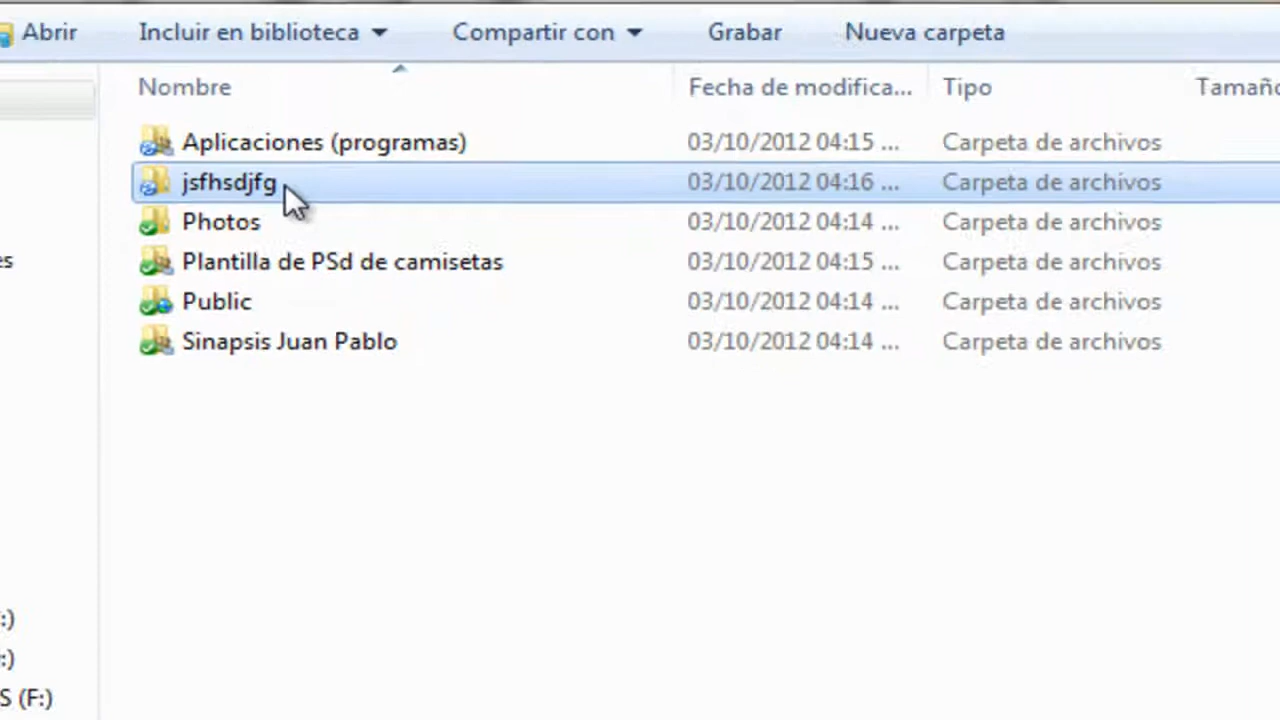 Abrir Incluir en biblioteca Compartir con Grabar Nueva carpeta
Nombre Fecha de modifica... Tipo
Aplicaciones (programas) 03/10/2012 04:15 ... Carpeta de archivos
jsfhsdjfg 03/10/2012 04:16 ... Carpeta de archivos
Photos 03/10/2012 04:14 ... Carpeta de archivos
Plantilla de PSd de camisetas 03/10/2012 04:15 ... Carpeta de archivos
Public 03/10/2012 04:14 ... Carpeta de archivos
Sinapsis Juan Pablo 03/10/2012 04:14 ... Carpeta de archivos
:)
:)
S (F:)